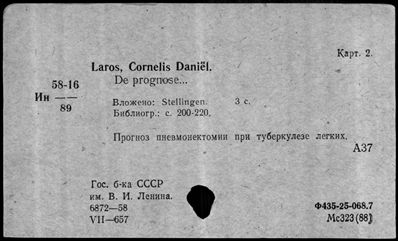 Карт. 2.
Laros, Cornelis Daniël.
De prognose...
58-16
Ин —
89
Вложено: Stellingen. 3 с.
Библиогр.: с. 200-220.
Прогноз пневмонектомии при туберкулезе легких.
А37
Гос. б-ка СССР
им. В. И. Ленина.
6872—58
VII—657
Ф435-25-068.7
Мс323(88)